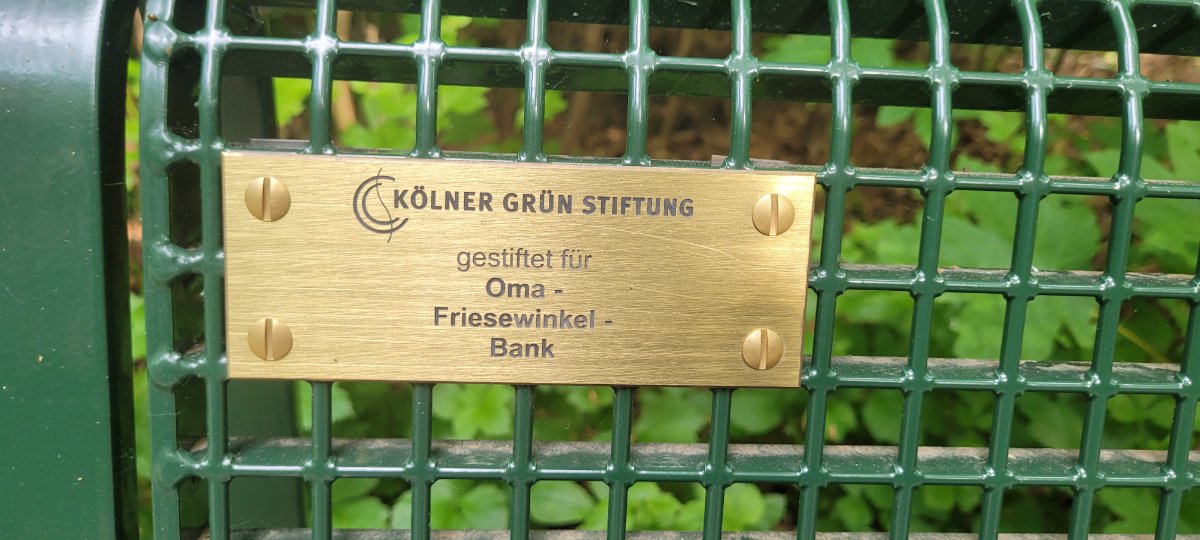 KÖLNER GRÜN STIFTUNG
gestiftet für
Oma -
Friesewinkel -
Bank